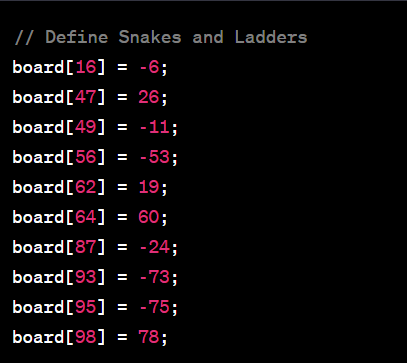 // Define Snakes and Ladders
board[16] = -6;
board[47] = 26;
board[49] = -11;
board[56] = -53;
board[62] = 19;
board[64] = 60;
board[87] = -24;
board[93] = -73;
board[95] = -75;
board[98] = 78;